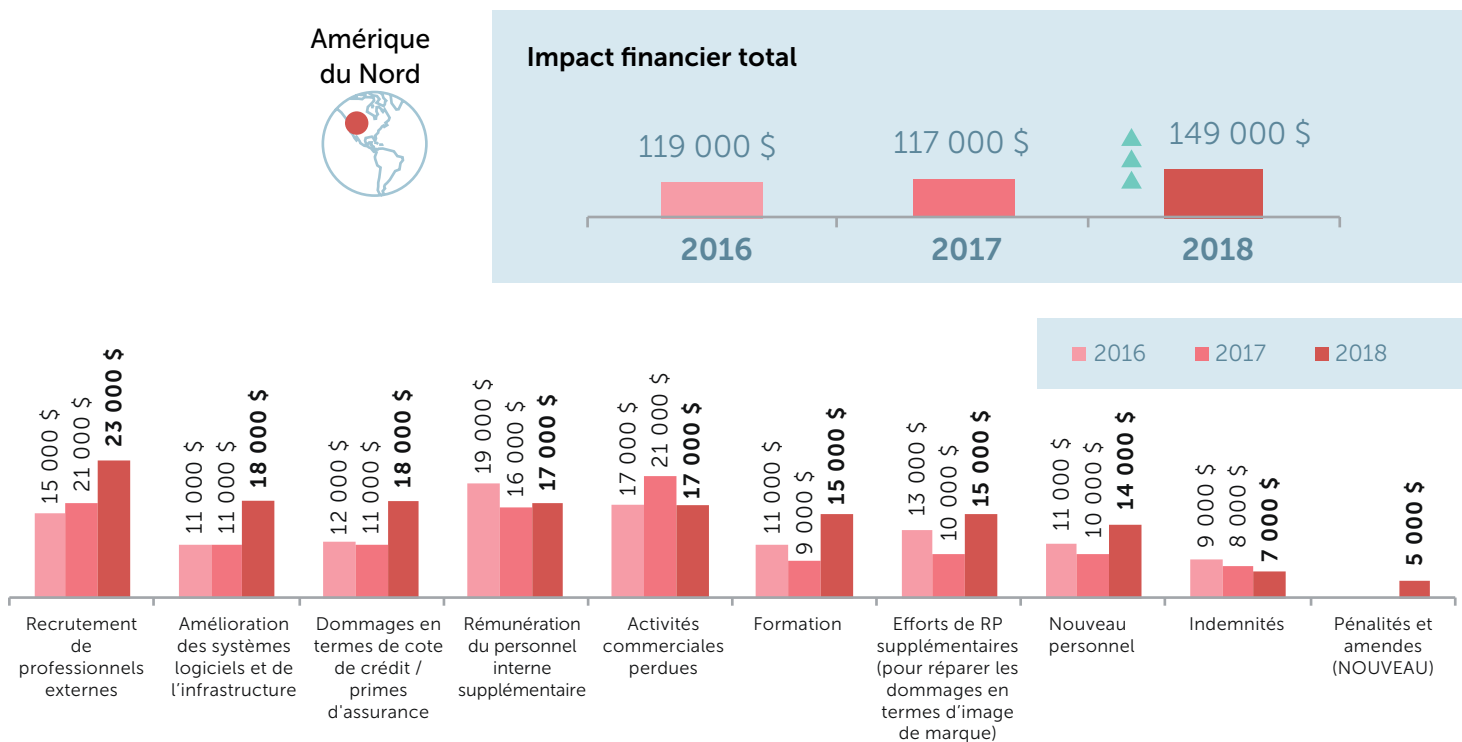 Amérique
du Nord
Impact financier total
119 000 $
117 000 $
149 000 $
2016
2017
2018
2016
2017
2018
15 000 $
21 000 $
23 000 $
11 000 $
11 000 $
18 000 $
12 000 $
11 000 $
18 000 $
19 000 $
16 000 $
17 000 $
17 000 $
21 000 $
17 000 $
11 000 $
9 000 $
15 000 $
13 000 $
10 000 $
15 000 $
11 000 $
10 000 $
14 000 $
9 000 $
8 000 $
7 000 $
5 000 $
Recrutement
de
professionnels
externes
Amélioration
des systèmes
logiciels et de
l'infrastructure
Dommages en
termes de cote
de crédit /
primes
d'assurance
Rémunération
du personnel
interne
supplémentaire
Activités
commerciales
perdues
Formation
Efforts de RP
supplémentaires
(pour réparer les
dommages en
termes d'image
de marque)
Nouveau
personnel
Indemnités
Pénalités et
amendes
(NOUVEAU)